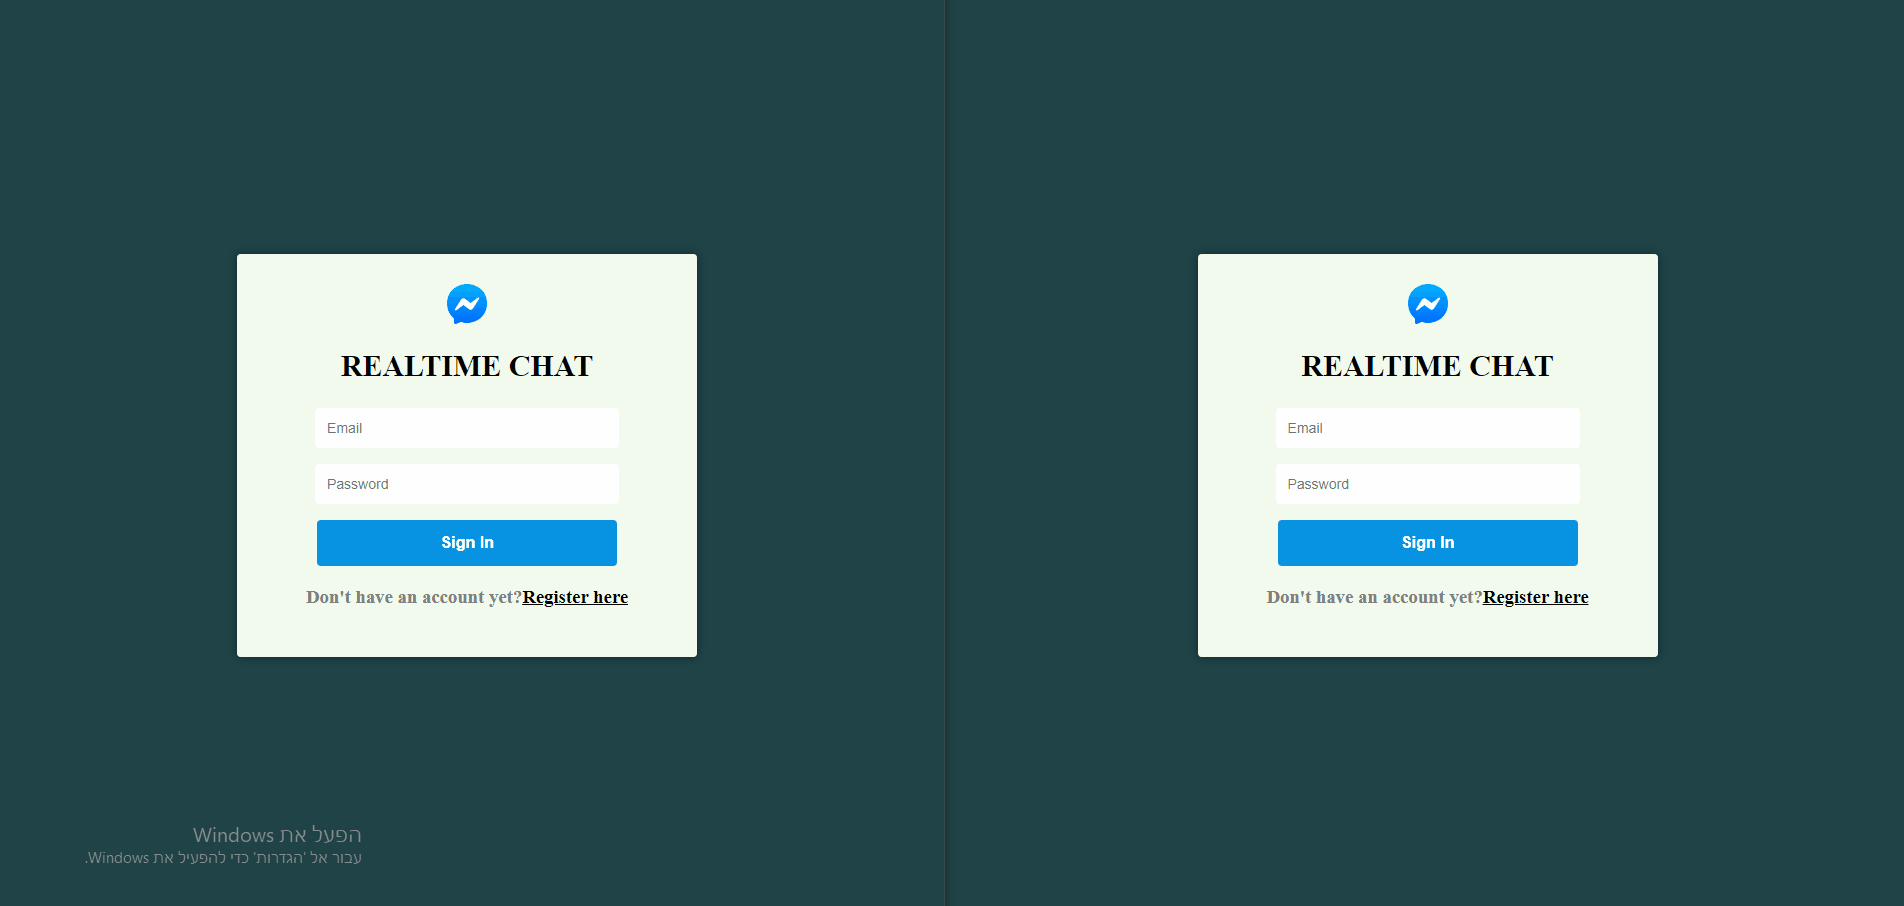 REALTIME CHAT
Email
Password
Sign In
Don't have an account yet?Register here
הפעל את Windows
עבור אל 'הגדרות' כדי להפעיל את Windows.
REALTIME CHAT
Email
Password
Sign In
Don't have an account yet?Register here